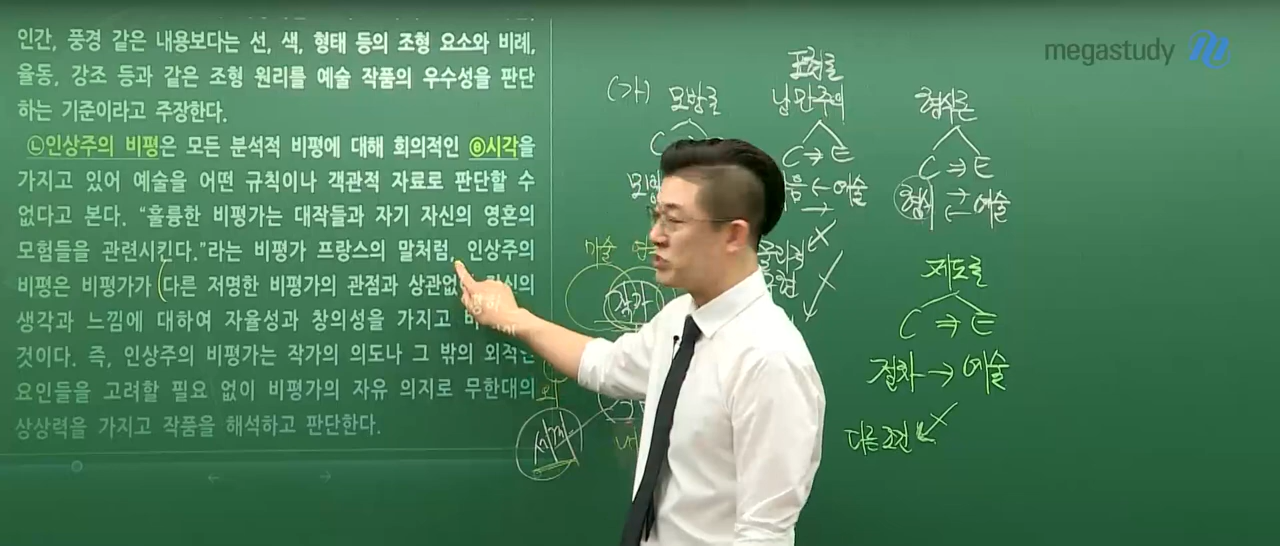 인간, 풍경 같은 내용보다는 선, 색, 형태 등의 조형 요소와 비례,
율동, 강조 등과 같은 조형 원리를 예술 작품의 우수성을 판단
하는 기준이라고 주장한다.
㉡인상주의 비평은 모든 분석적 비평에 대해 회의적인 ⓑ시각을
가지고 있어 예술을 어떤 규칙이나 객관적 자료로 판단할 수
없다고 본다. “훌륭한 비평가는 대작들과 자기 자신의 영혼의
모험들을 관련시킨다.”라는 비평가 프랑스의 말처럼, 인상주의
비평은 비평가가 (다른 저명한 비평가의 관점과 상관없이
생각과 느낌에 대하여 자율성과 창의성을 가지고
것이다. 즉, 인상주의 비평가는 작가의 의도나 그 밖의 외적인
요인들을 고려할 필요 없이 비평가의 자유 의지로 무한대의
상상력을 가지고 작품을 해석하고 판단한다.
megastudy
(가) 모방론
C
표현론
낭만주의
C → E
← 예술
→
형식론
C → E
형식 예술
제도론
C ⇒ E
절차 → 예술
다른 조건
미술
작가